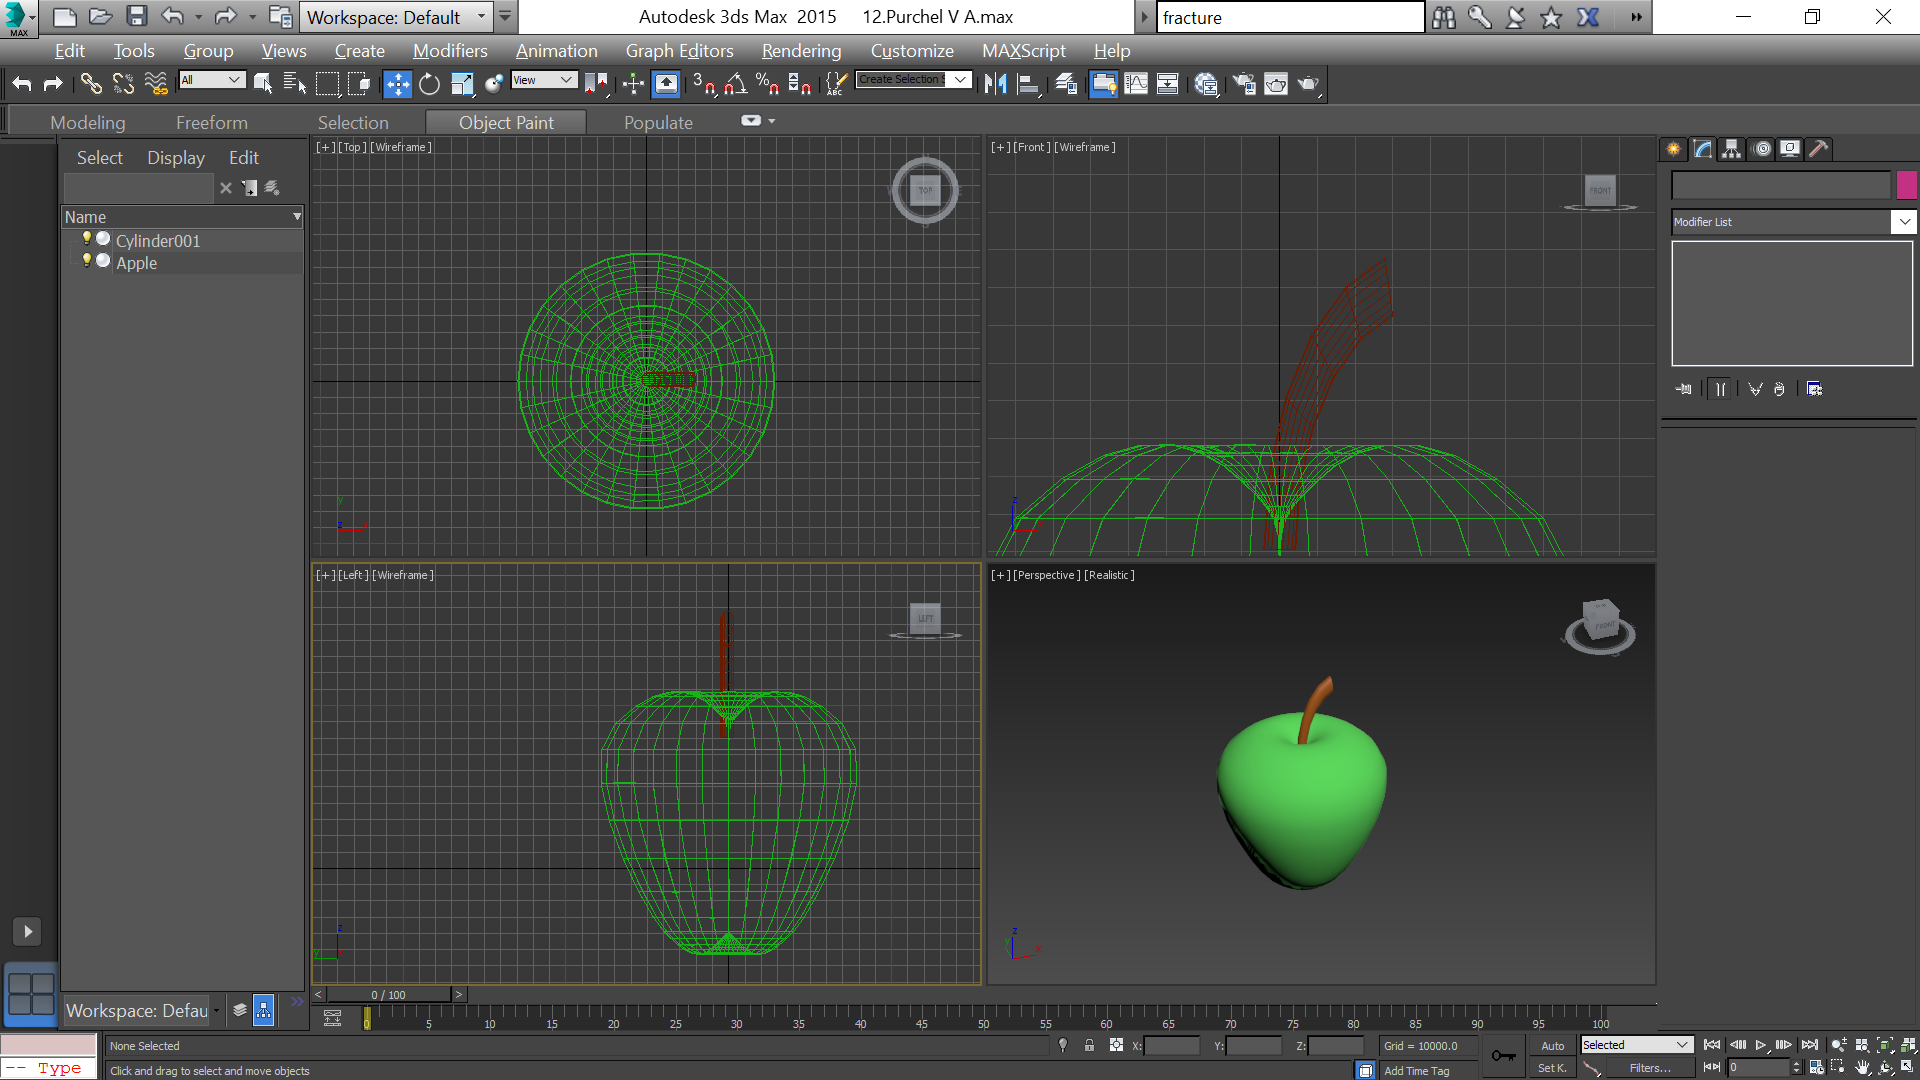 MAX
Workspace: Default
Autodesk 3ds Max 2015 12.Purchel V A.max
fracture
Edit Tools Group Views Create Modifiers Animation Graph Editors Rendering Customize MAXScript Help
All
View
3
%
ABC
Create Selection S
Modeling Freeform Selection Object Paint Populate
Select Display Edit
Name
Cylinder001
Apple
[+] [Top] [Wireframe]
TOP
[+] [Front] [Wireframe]
FRONT
Modifier List
[+] [Left] [Wireframe]
LEFT
[+] [Perspective] [Realistic]
FRONT
y
z
x
z
z
y
z
x
Workspace: Defau
< 0 / 100 >
0 5 10 15 20 25 30 35 40 45 50 55 60 65 70 75 80 85 90 95 100
None Selected
X: Y: Z:
Grid = 10000.0
Auto
Selected
-- Type
Click and drag to select and move objects
Add Time Tag
Set K.
Filters...
0